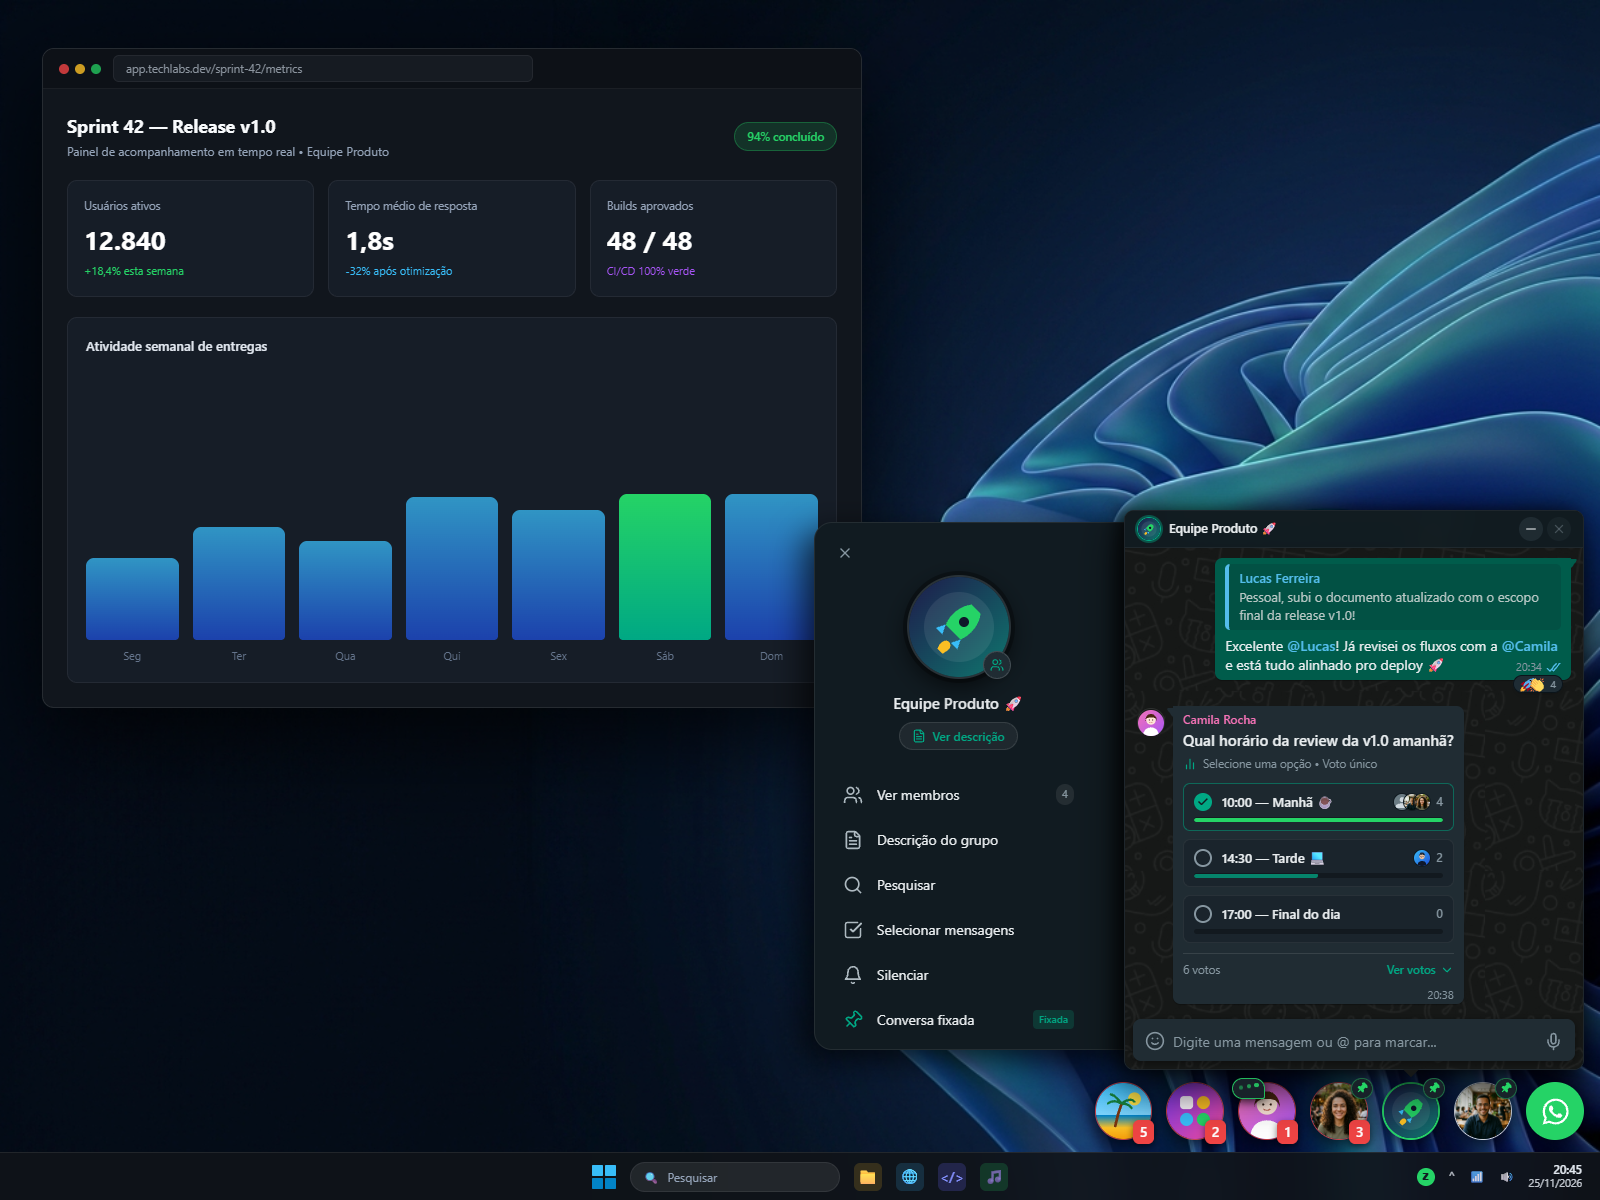 app.techlabs.dev/sprint-42/metrics
Sprint 42 — Release v1.0
Painel de acompanhamento em tempo real • Equipe Produto
94% concluído
Usuários ativos
12.840
+18,4% esta semana
Tempo médio de resposta
1,8s
-32% após otimização
Builds aprovados
48 / 48
CI/CD 100% verde
Atividade semanal de entregas
Seg
Ter
Qua
Qui
Sex
Sáb
Dom
Equipe Produto 🚀
Ver descrição
Ver membros
4
Descrição do grupo
Pesquisar
Selecionar mensagens
Silenciar
Conversa fixada
Fixada
Equipe Produto 🚀
Lucas Ferreira
Pessoal, subi o documento atualizado com o escopo
final da release v1.0!
Excelente @Lucas! Já revisei os fluxos com a @Camila
e está tudo alinhado pro deploy 🚀
20:34
4
Camila Rocha
Qual horário da review da v1.0 amanhã?
Selecione uma opção • Voto único
10:00 — Manhã
4
14:30 — Tarde
2
17:00 — Final do dia
0
6 votos
Ver votos
20:38
Digite uma mensagem ou @ para marcar...
5
2
1
3
Pesquisar
</>
Z
20:45
25/11/2026